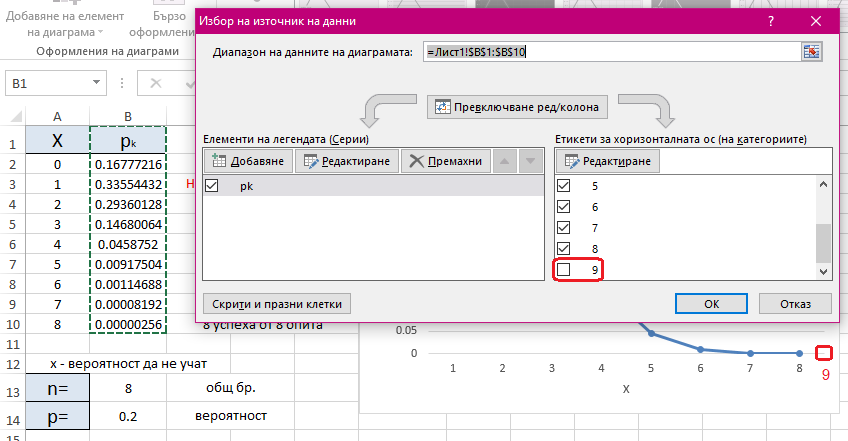 Добавяне на елемент
на диаграма
Бързо
оформлени
Оформления на диаграми
Избор на източник на данни
Диапазон на данните на диаграмата:
=Лист1!$B$1:$B$10
Превключване ред/колона
Елементи на легендата (Серии)
Добавяне
Редактиране
Премахни
pk
Етикети за хоризонталната ос (на категориите)
Редактиране
5
6
7
8
9
Скрити и празни клетки
ОК
Отказ
B1
A B
1 X pk
2 0 0.16777216
3 1 0.33554432 Н
4 2 0.29360128
5 3 0.14680064
6 4 0.0458752
7 5 0.00917504
8 6 0.00114688
9 7 0.00008192
10 8 0.00000256 8 успеха от 8 опита
11
12 x - вероятност да не учат
13 n= 8 общ бр.
14 p= 0.2 вероятност
0.05
0
1 2 3 4 5 6 7 8 9
X